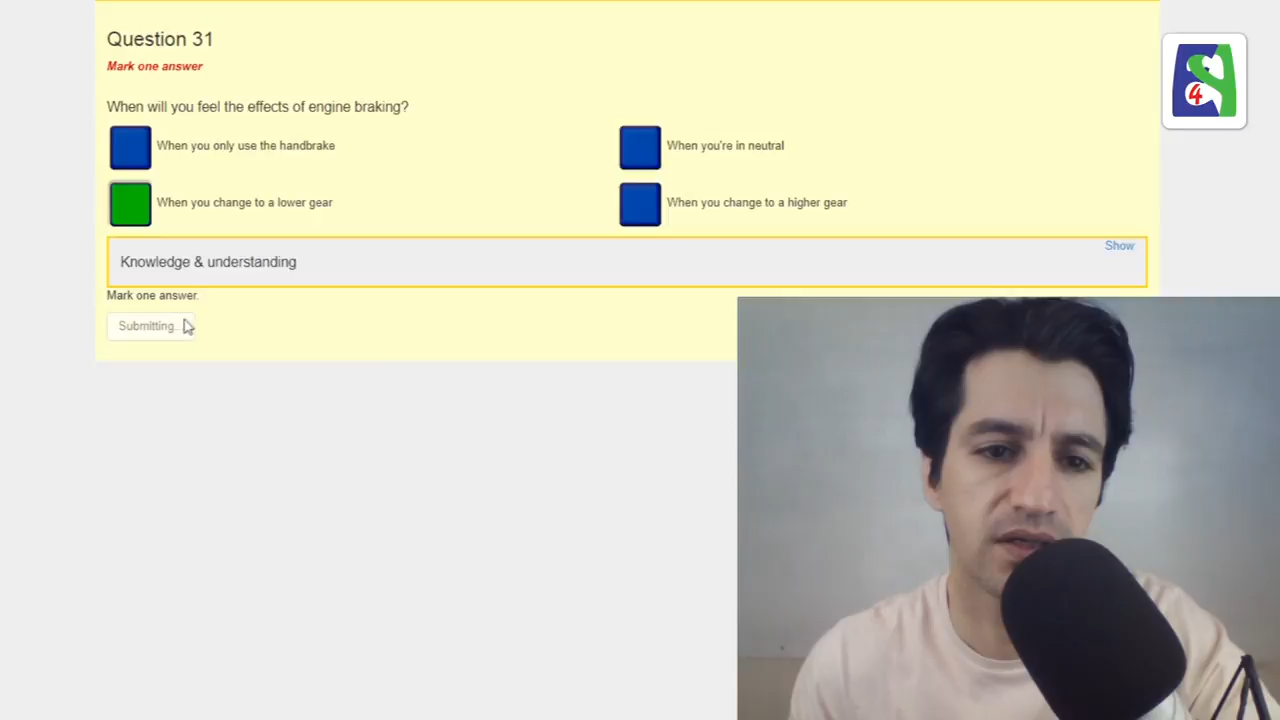 Question 31
Mark one answer
When will you feel the effects of engine braking?
When you only use the handbrake
When you're in neutral
When you change to a lower gear
When you change to a higher gear
Show
Knowledge & understanding
Mark one answer.
Submitting...
4